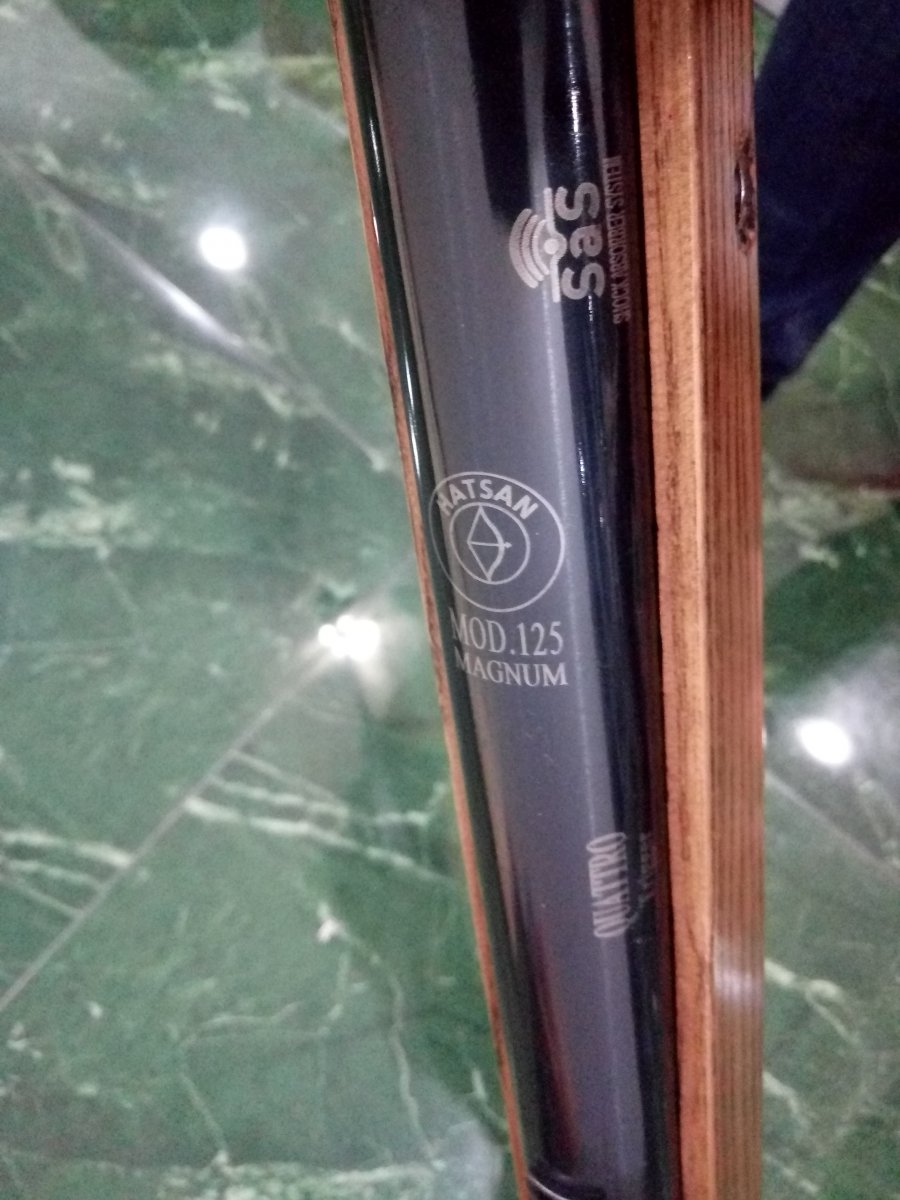 SaS
SHOCK ABSORBER SYSTEM
HATSAN
MOD.125
MAGNUM
QUATTRO